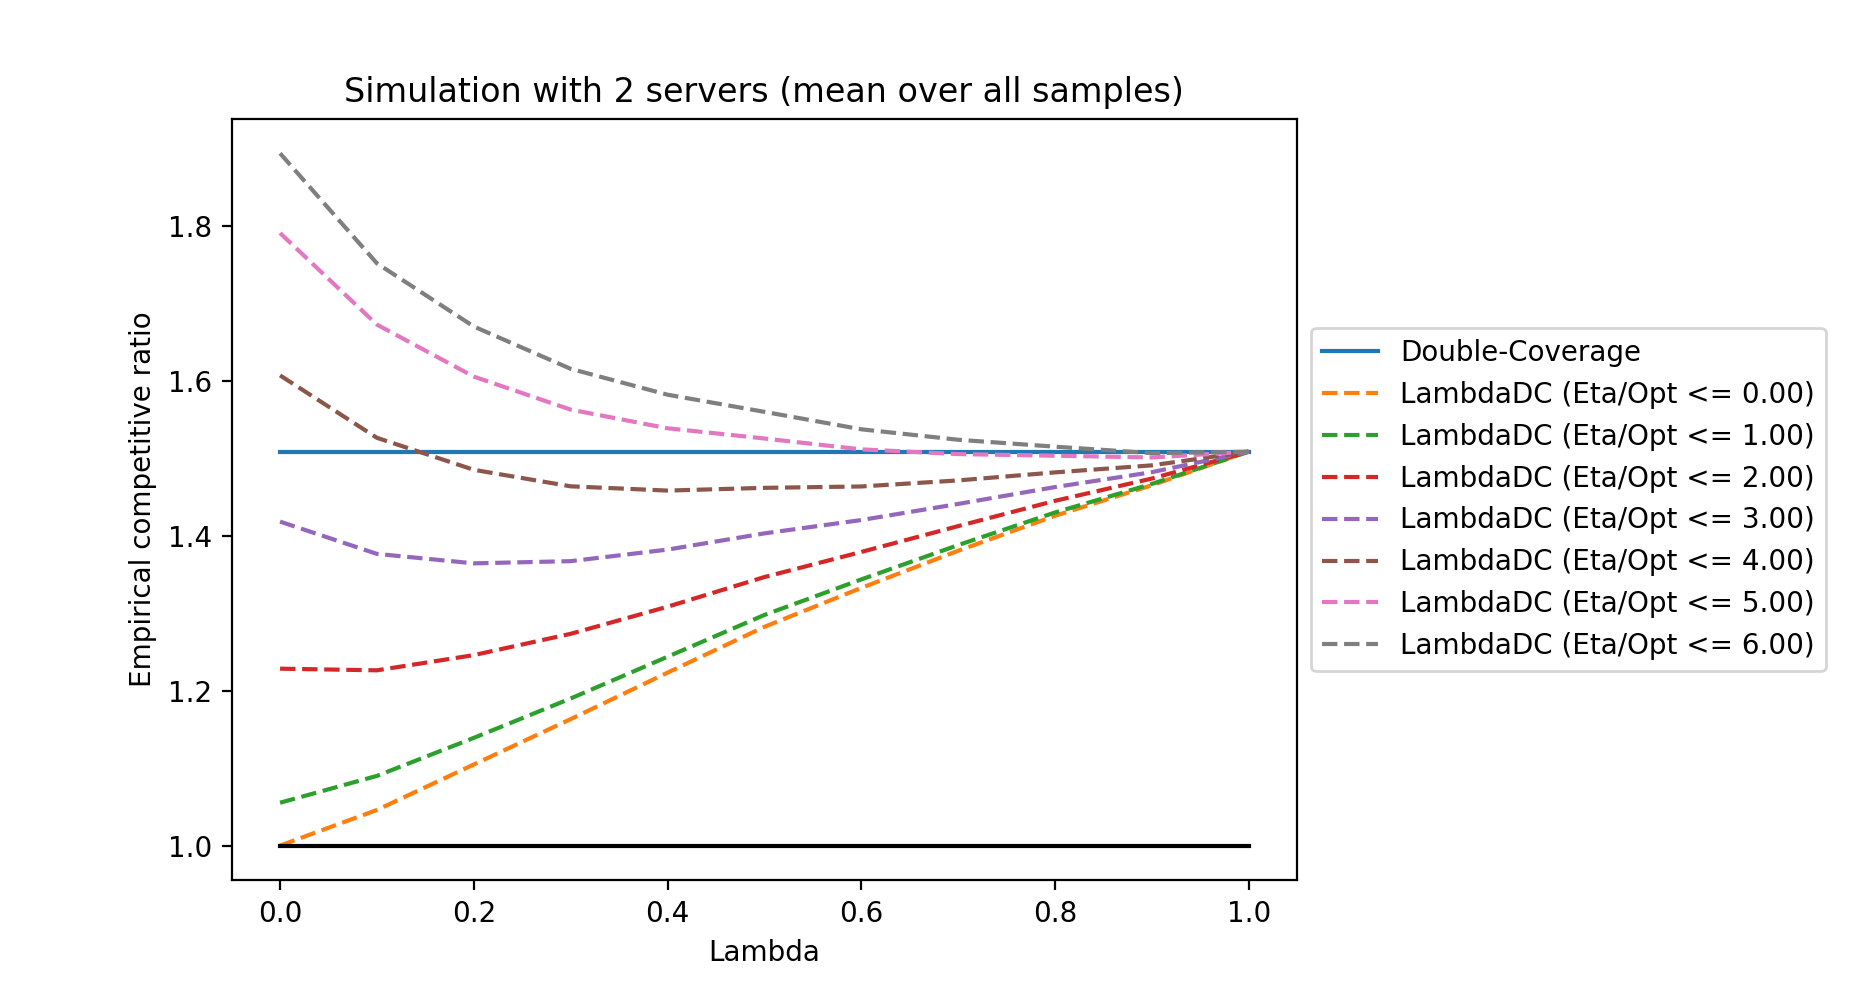 Simulation with 2 servers (mean over all samples)
Empirical competitive ratio
1.8
1.6
1.4
1.2
1.0
0.0
0.2
0.4
0.6
0.8
1.0
Lambda
Double-Coverage
LambdaDC (Eta/Opt <= 0.00)
LambdaDC (Eta/Opt <= 1.00)
LambdaDC (Eta/Opt <= 2.00)
LambdaDC (Eta/Opt <= 3.00)
LambdaDC (Eta/Opt <= 4.00)
LambdaDC (Eta/Opt <= 5.00)
LambdaDC (Eta/Opt <= 6.00)